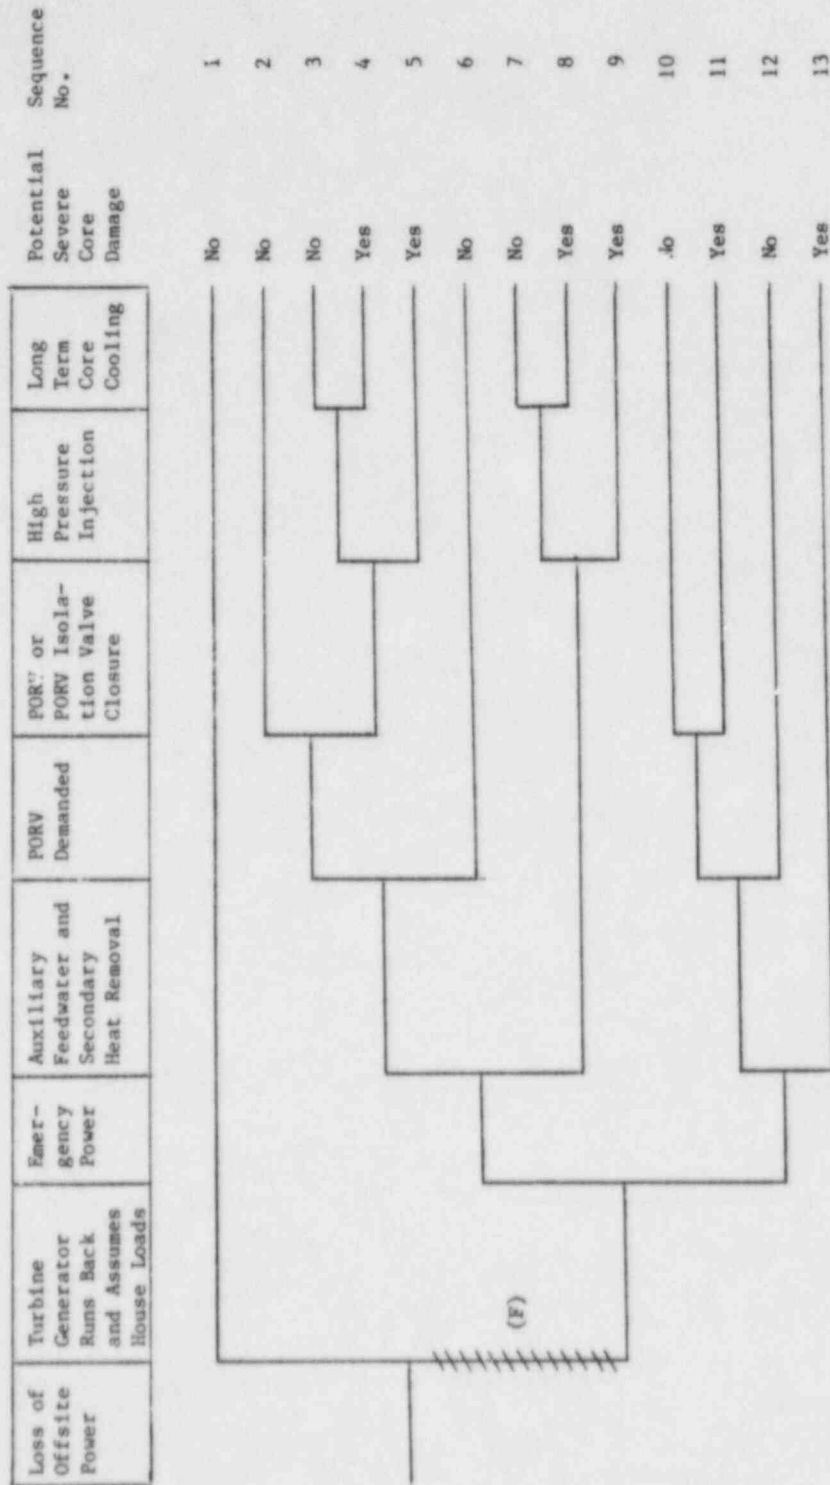 Loss of
Offsite
Power
Turbine
Generator
Runs Back
and Assumes
House Loads
Emer-
gency
Power
Auxiliary
Feedwater and
Secondary
Heat Removal
PORV
Demanded
PORV or
PORV Isola-
tion Valve
Closure
High
Pressure
Injection
Long
Term
Core
Cooling
Potential
Severe
Core
Damage
Sequence
No.
No 1
No 2
No 3
Yes 4
Yes 5
No 6
No 7
Yes 8
Yes 9
No 10
Yes 11
No 12
Yes 13
(F)